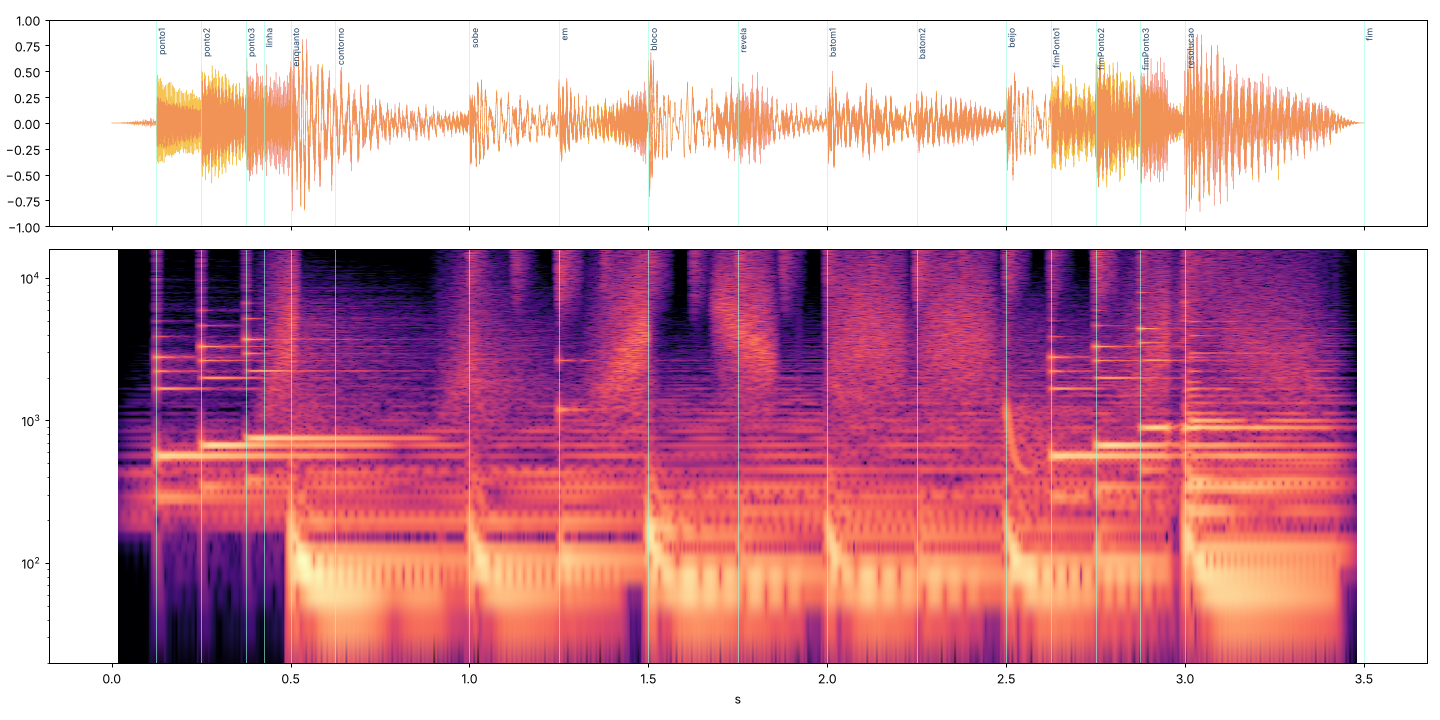 1.00
0.75
0.50
0.25
0.00
−0.25
−0.50
−0.75
−1.00
ponto1
ponto2
ponto3
linha
enquanto
contorno
sobe
em
bloco
revela
batom1
batom2
beijo
fimPonto1
fimPonto2
fimPonto3
resolucao
fim
10⁴
10³
10²
0.0 0.5 1.0 1.5 2.0 2.5 3.0 3.5
s